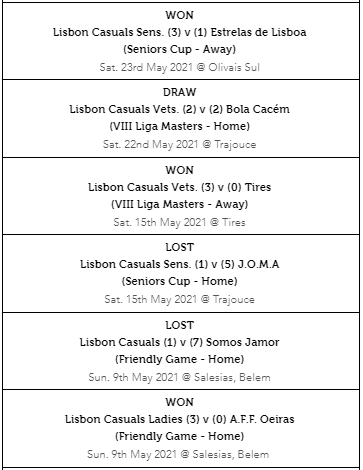 WON
Lisbon Casuals Sens. (3) v (1) Estrelas de Lisboa
(Seniors Cup - Away)
Sat. 23rd May 2021 @ Olivais Sul
DRAW
Lisbon Casuals Vets. (2) v (2) Bola Cacém
(VIII Liga Masters - Home)
Sat. 22nd May 2021 @ Trajouce
WON
Lisbon Casuals Vets. (3) v (0) Tires
(VIII Liga Masters - Away)
Sat. 15th May 2021 @ Tires
LOST
Lisbon Casuals Sens. (1) v (5) J.O.M.A
(Seniors Cup - Home)
Sat. 15th May 2021 @ Trajouce
LOST
Lisbon Casuals (1) v (7) Somos Jamor
(Friendly Game - Home)
Sun. 9th May 2021 @ Salesias, Belem
WON
Lisbon Casuals Ladies (3) v (0) A.F.F. Oeiras
(Friendly Game - Home)
Sun. 9th May 2021 @ Salesias, Belem